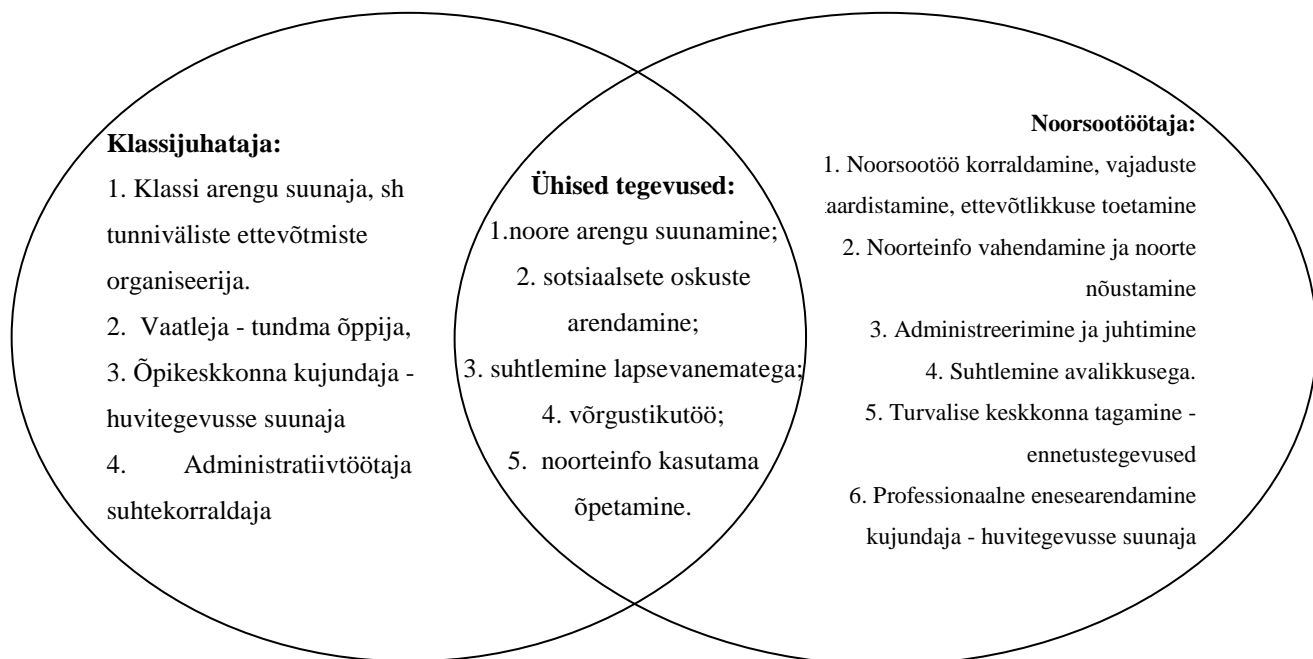 Klassijuhataja:
1. Klassi arengu suunaja, sh
tunniväliste ettevõtmiste
organiseerija.
2. Vaatleja - tundma õppija,
3. Õpikeskkonna kujundaja -
huvitegevusse suunaja
4. Administratiivtöötaja
suhtekorraldaja
Ühised tegevused:
1.noore arengu suunamine;
2. sotsiaalsete oskuste
arendamine;
3. suhtlemine lapsevanematega;
4. võrgustikutöö;
5. noorteinfo kasutama
õpetamine.
Noorsootöötaja:
1. Noorsootöö korraldamine, vajaduste
aardistamine, ettevõtlikkuse toetamine
2. Noorteinfo vahendamine ja noorte
nõustamine
3. Administreerimine ja juhtimine
4. Suhtlemine avalikkusega.
5. Turvalise keskkonna tagamine -
ennetustegevused
6. Professionaalne enesearendamine
kujundaja - huvitegevusse suunaja